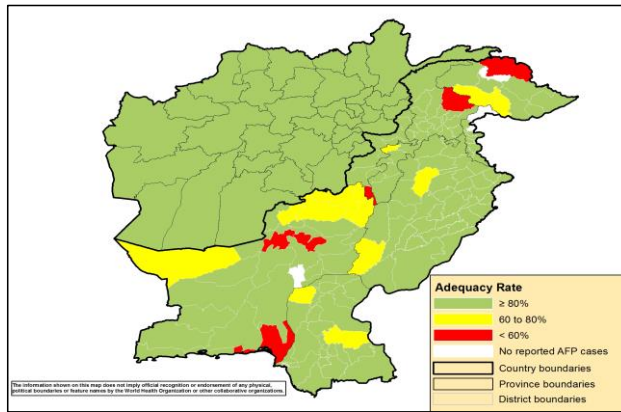 Adequacy Rate
≥ 80%
60 to 80%
< 60%
No reported AFP cases
Country boundaries
Province boundaries
District boundaries
The information shown on this map does not imply official recognition or endorsement of any physical,
political boundaries or feature names by the World Health Organization or other collaborative organizations.